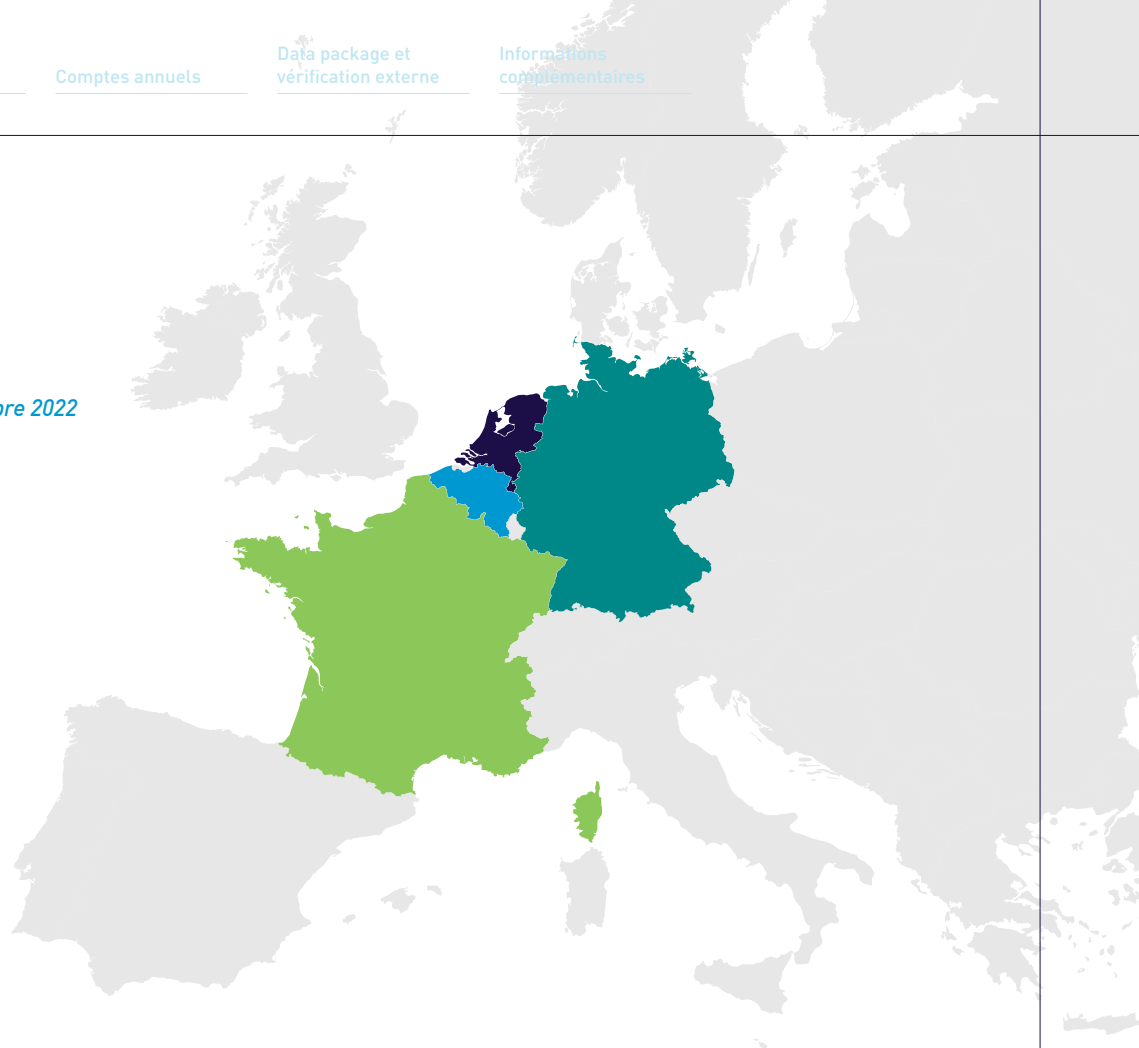 Comptes annuels
Data package et
vérification externe
Informations
complémentaires
bre 2022